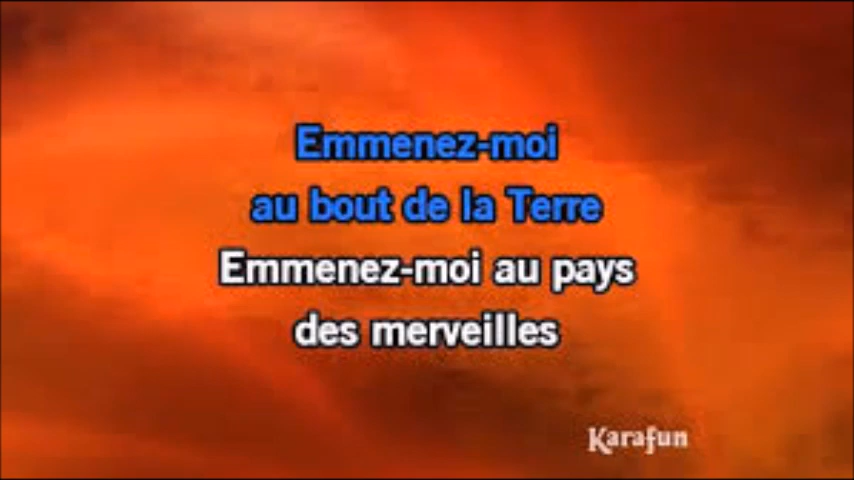 Emmenez-moi
au bout de la Terre
Emmenez-moi au pays
des merveilles
Karafun